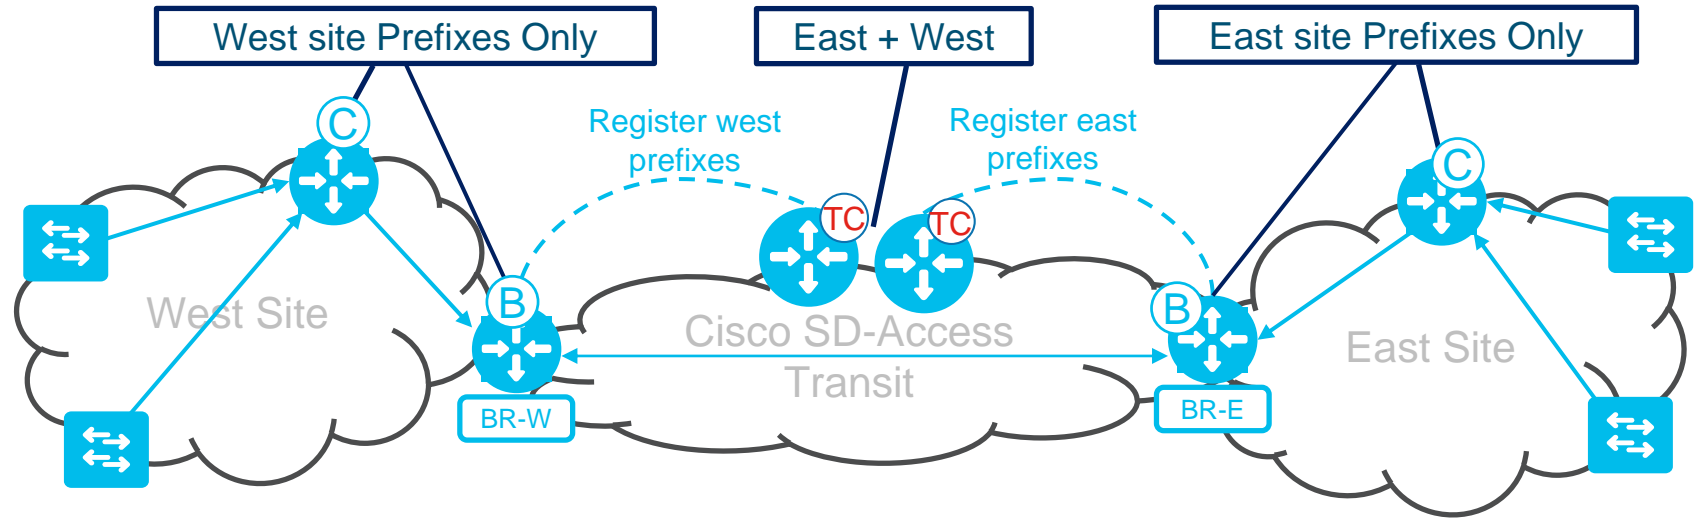 West site Prefixes Only
East + West
East site Prefixes Only
Register west
prefixes
Register east
prefixes
C
C
TC
TC
B
B
West Site
Cisco SD-Access
Transit
East Site
BR-W
BR-E